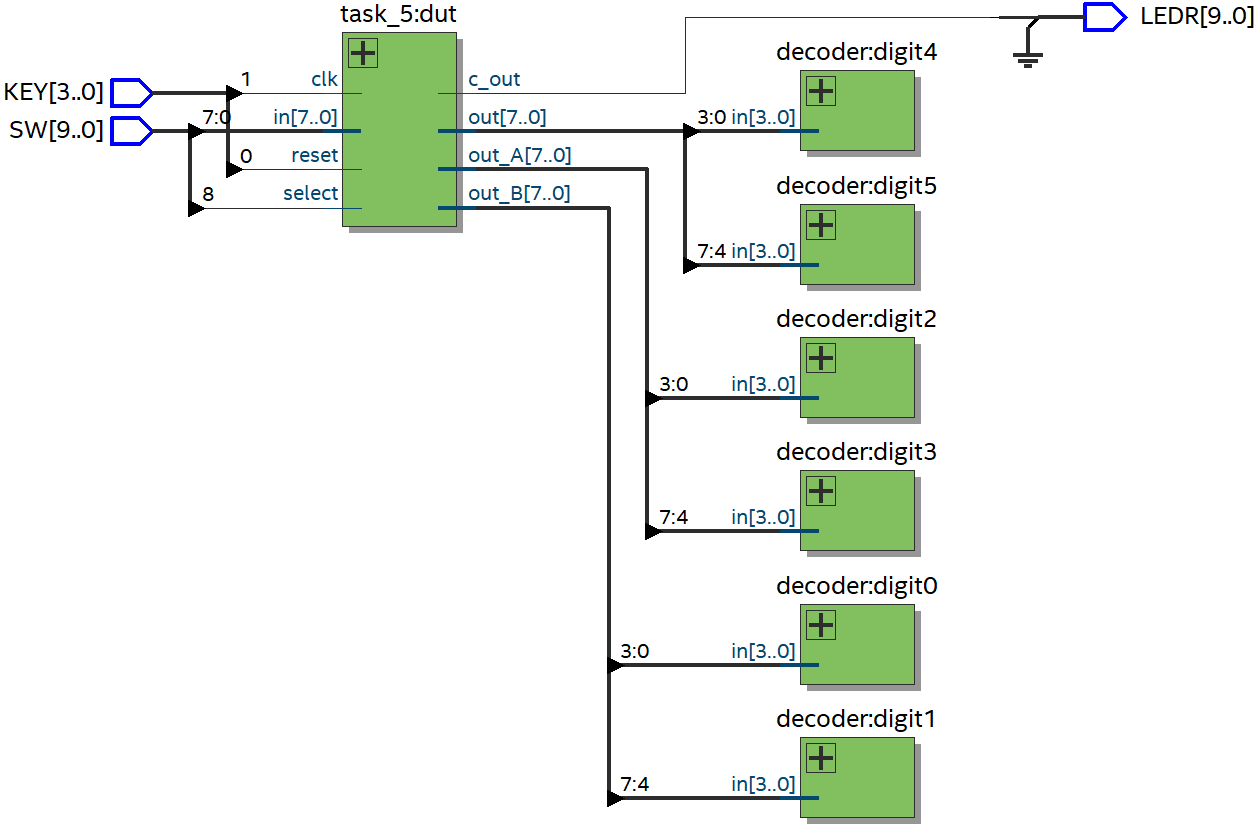 task_5:dut
LEDR[9..0]
decoder:digit4
KEY[3..0]
1
clk
c_out
SW[9..0]
7:0
in[7..0]
out[7..0]
3:0
in[3..0]
0
reset
out_A[7..0]
decoder:digit5
8
select
out_B[7..0]
7:4
in[3..0]
decoder:digit2
3:0
in[3..0]
decoder:digit3
7:4
in[3..0]
decoder:digit0
3:0
in[3..0]
decoder:digit1
7:4
in[3..0]